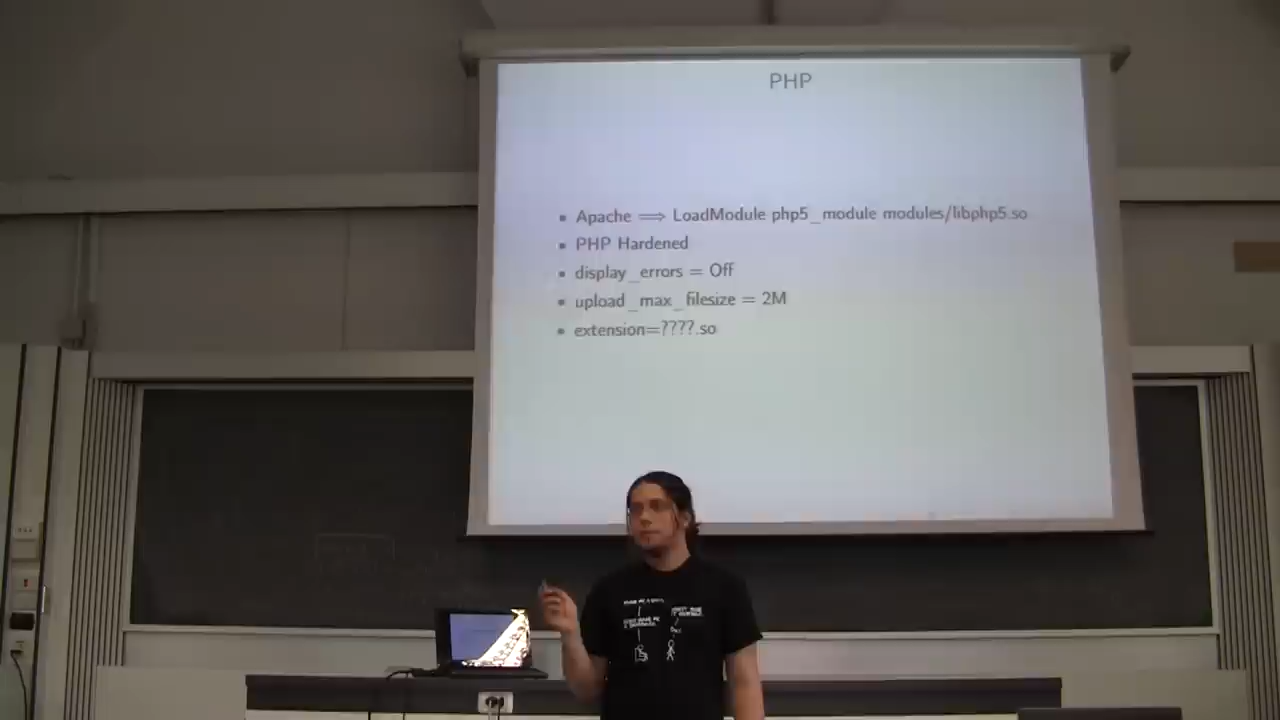 PHP
Apache ⟹ LoadModule php5_module modules/libphp5.so
PHP Hardened
display_errors = Off
upload_max_filesize = 2M
extension=????.so